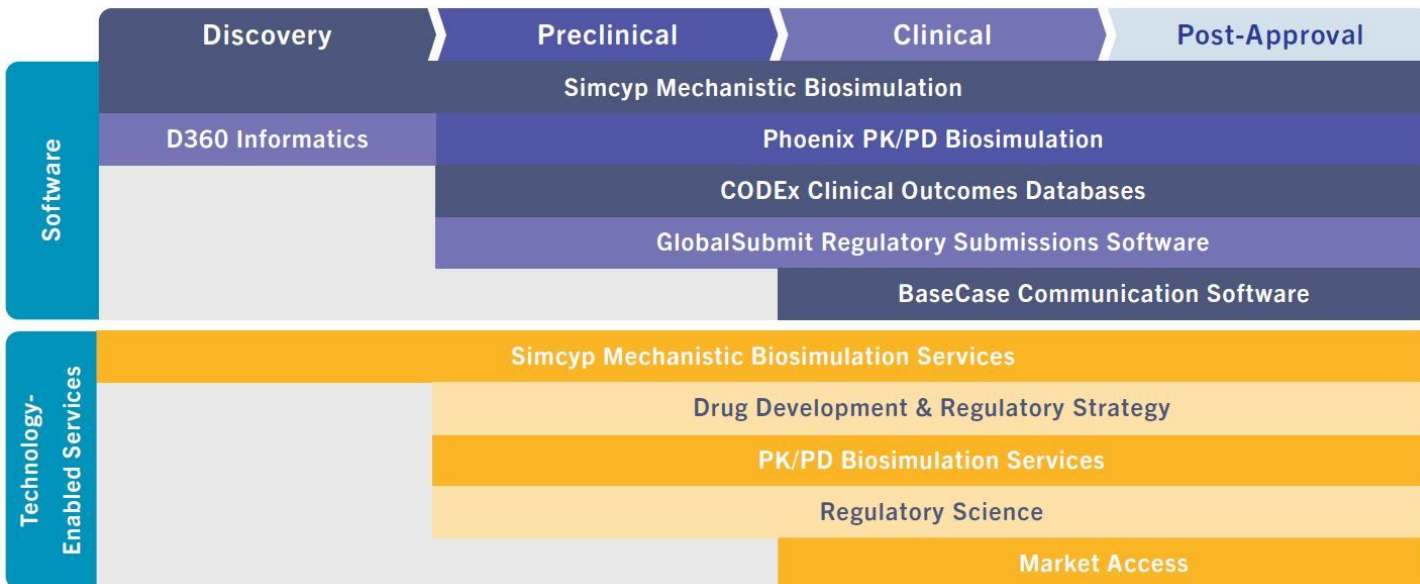 Discovery
Preclinical
Clinical
Post-Approval
Software
Simcyp Mechanistic Biosimulation
D360 Informatics
Phoenix PK/PD Biosimulation
CODEx Clinical Outcomes Databases
GlobalSubmit Regulatory Submissions Software
BaseCase Communication Software
Technology-
Enabled Services
Simcyp Mechanistic Biosimulation Services
Drug Development & Regulatory Strategy
PK/PD Biosimulation Services
Regulatory Science
Market Access